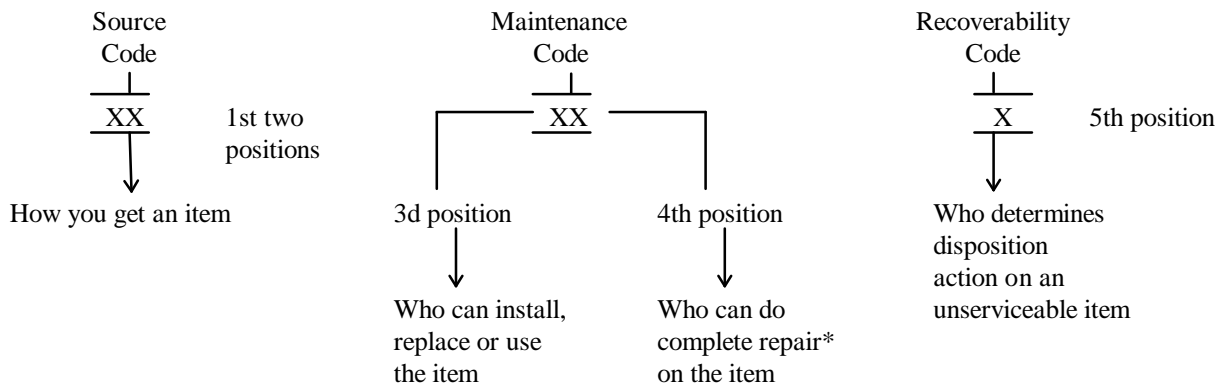 Source
Code
XX
1st two
positions
How you get an item
Maintenance
Code
XX
3d position
4th position
Who can install,
replace or use
the item
Who can do
complete repair*
on the item
Recoverability
Code
X
5th position
Who determines
disposition
action on an
unserviceable item